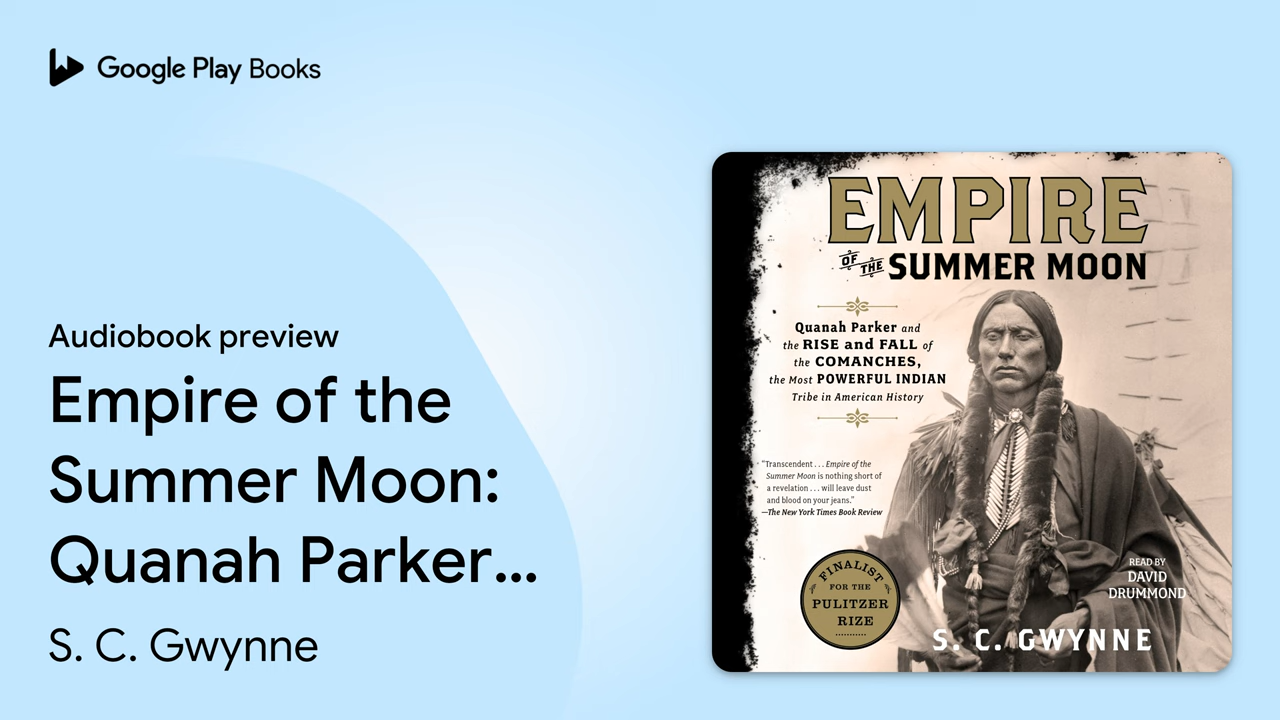 Google Play Books
Audiobook preview
Empire of the
Summer Moon:
Quanah Parker...
S. C. Gwynne
EMPIRE
OF THE SUMMER MOON
Quanah Parker and
the RISE and FALL of
the COMANCHES,
the Most POWERFUL INDIAN
Tribe in American History
"Transcendent . . . Empire of the
Summer Moon is nothing short of
a revelation . . . will leave dust
and blood on your jeans."
—The New York Times Book Review
FINALIST
FOR THE
PULITZER
RIZE
READ BY
DAVID
DRUMMOND
S. C. GWYNNE